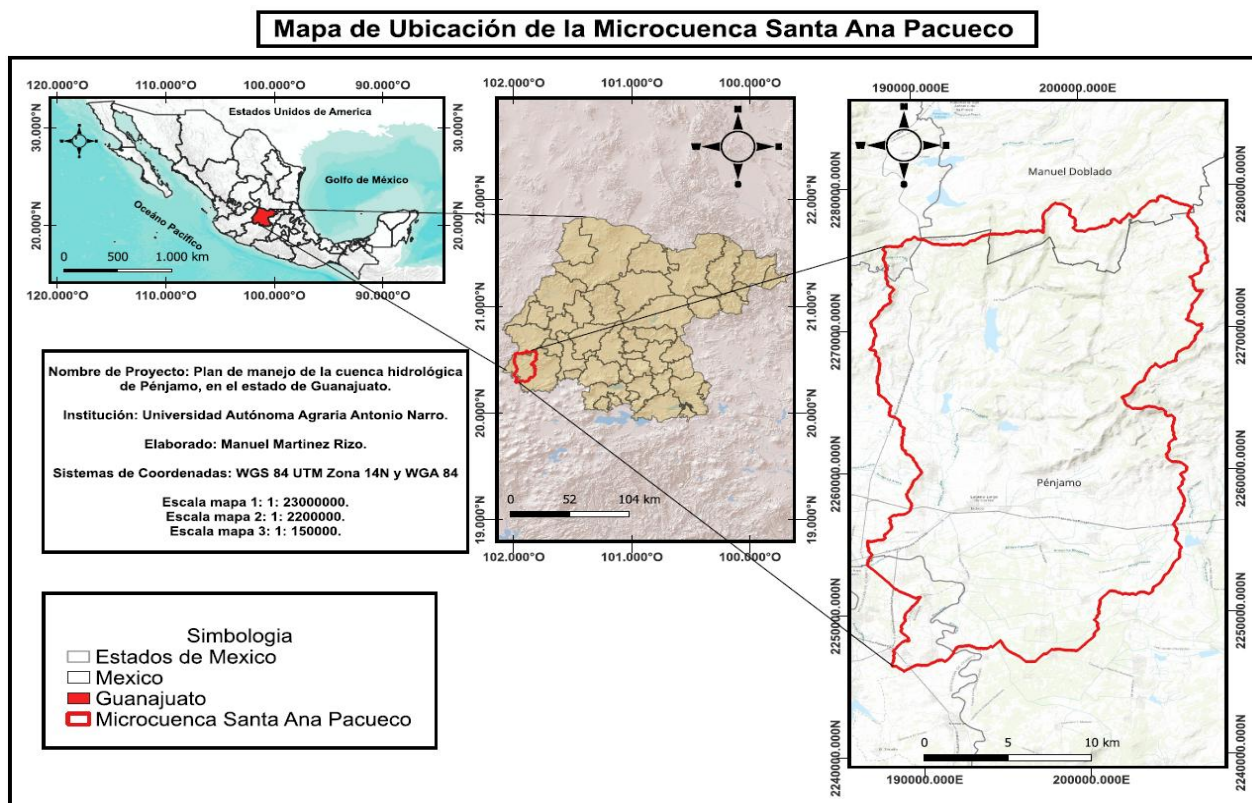 Mapa de Ubicación de la Microcuenca Santa Ana Pacueco
120.000°N 110.000°N 100.000°N 90.000°N
30.000°N
20.000°N
Estados Unidos de America
Golfo de México
Océano Pacífico
0 500 1.000 km
120.000°N 110.000°N 100.000°N 90.000°N
30.000°N
20.000°N
Nombre de Proyecto: Plan de manejo de la cuenca hidrológica
de Pénjamo, en el estado de Guanajuato.
Institución: Universidad Autónoma Agraria Antonio Narro.
Elaborado: Manuel Martinez Rizo.
Sistemas de Coordenadas: WGS 84 UTM Zona 14N y WGA 84
Escala mapa 1: 1: 23000000.
Escala mapa 2: 1: 2200000.
Escala mapa 3: 1: 150000.
Simbologia
Estados de Mexico
Mexico
Guanajuato
Microcuenca Santa Ana Pacueco
102.000°O 101.000°O 100.000°O
22.000°N
21.000°N
20.000°N
19.000°N
0 52 104 km
102.000°O 101.000°O 100.000°O
22.000°N
21.000°N
20.000°N
19.000°N
190000.000E 200000.000E
2280000.000N
2270000.000N
2260000.000N
2250000.000N
2240000.000N
Manuel Doblado
Pénjamo
0 5 10 km
190000.000E 200000.000E
2280000.000N
2270000.000N
2260000.000N
2250000.000N
2240000.000N